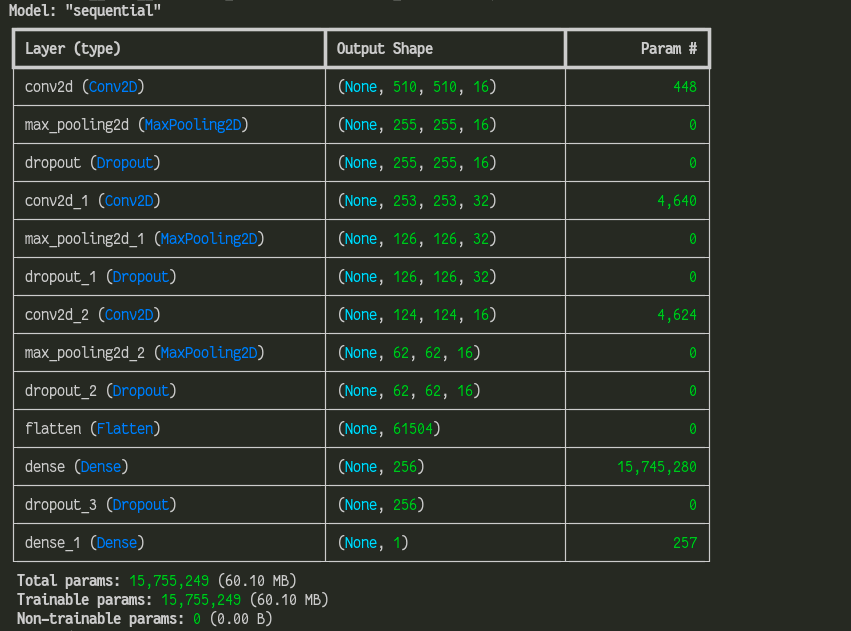 Model: "sequential"
Layer (type) Output Shape Param #
conv2d (Conv2D) (None, 510, 510, 16) 448
max_pooling2d (MaxPooling2D) (None, 255, 255, 16) 0
dropout (Dropout) (None, 255, 255, 16) 0
conv2d_1 (Conv2D) (None, 253, 253, 32) 4,640
max_pooling2d_1 (MaxPooling2D) (None, 126, 126, 32) 0
dropout_1 (Dropout) (None, 126, 126, 32) 0
conv2d_2 (Conv2D) (None, 124, 124, 16) 4,624
max_pooling2d_2 (MaxPooling2D) (None, 62, 62, 16) 0
dropout_2 (Dropout) (None, 62, 62, 16) 0
flatten (Flatten) (None, 61504) 0
dense (Dense) (None, 256) 15,745,280
dropout_3 (Dropout) (None, 256) 0
dense_1 (Dense) (None, 1) 257
Total params: 15,755,249 (60.10 MB)
Trainable params: 15,755,249 (60.10 MB)
Non-trainable params: 0 (0.00 B)